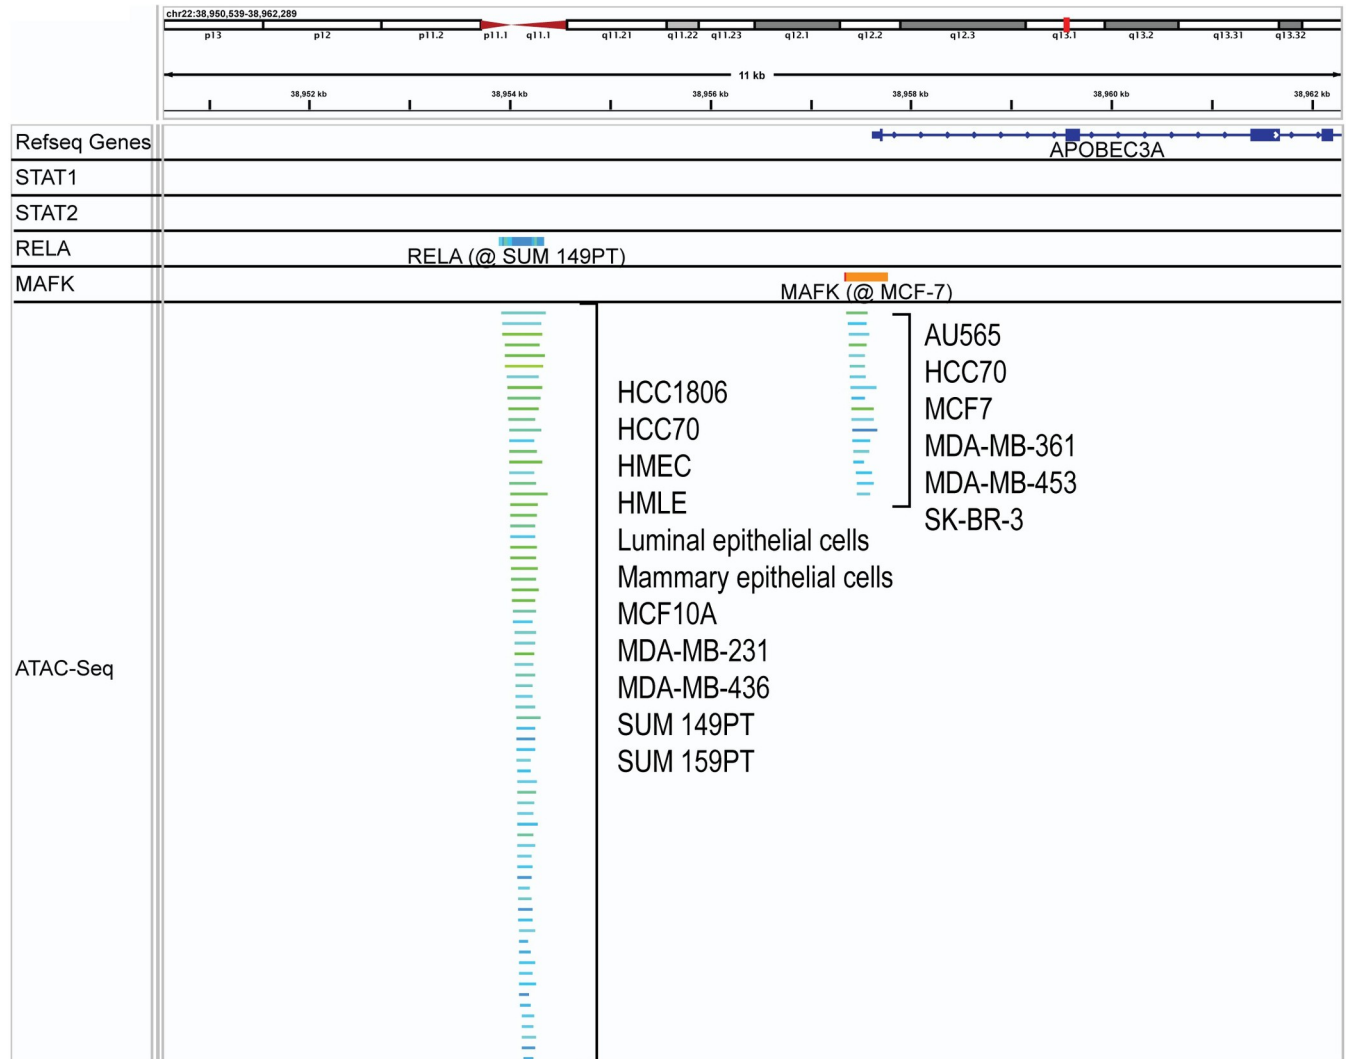 chr22:38,950,539-38,962,289
p13 p12 p11.2 p11.1 q11.1 q11.21 q11.22 q11.23 q12.1 q12.2 q12.3 q13.1 q13.2 q13.31 q13.32
11 kb
38,952 kb 38,954 kb 38,956 kb 38,958 kb 38,960 kb 38,962 kb
Refseq Genes
APOBEC3A
STAT1
STAT2
RELA
RELA (@ SUM 149PT)
MAFK
MAFK (@ MCF-7)
ATAC-Seq
HCC1806
HCC70
HMEC
HMLE
Luminal epithelial cells
Mammary epithelial cells
MCF10A
MDA-MB-231
MDA-MB-436
SUM 149PT
SUM 159PT
AU565
HCC70
MCF7
MDA-MB-361
MDA-MB-453
SK-BR-3